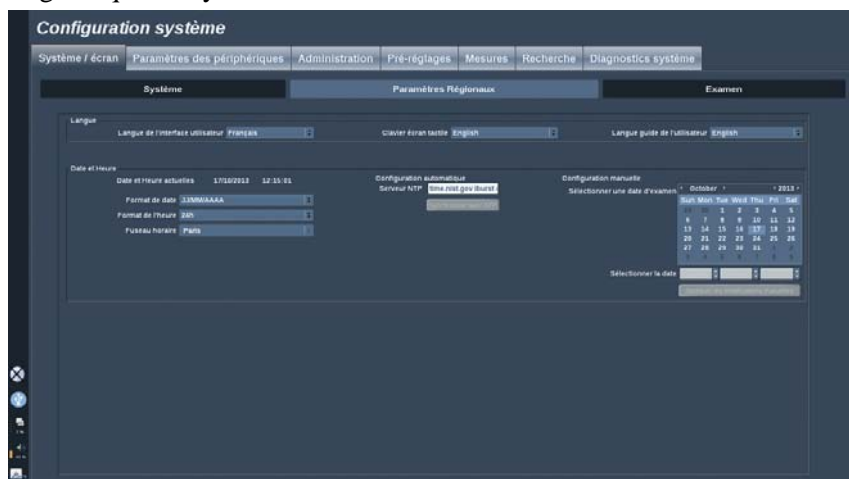 Configuration système
Système / écran Paramètres des périphériques Administration Pré-réglages Mesures Recherche Diagnostics système
Système Paramètres Régionaux Examen
Langue
Langue de l'interface utilisateur Français Clavier écran tactile English Langue guide de l'utilisateur English
Date et Heure
Date et Heure actuelles 17/10/2013 12:15:01 Configuration automatique Configuration manuelle
Serveur NTP time.nist.gov iburst Sélectionner une date d'examen October 2013
Format de date JJ/MM/AAAA Sun Mon Tue Wed Thu Fri Sat
1 2 3 4 5
Format de l'heure 24h 6 7 8 9 10 11 12
13 14 15 16 17 18 19
Fuseau horaire Paris 20 21 22 23 24 25 26
27 28 29 30 31
Sélectionner la date